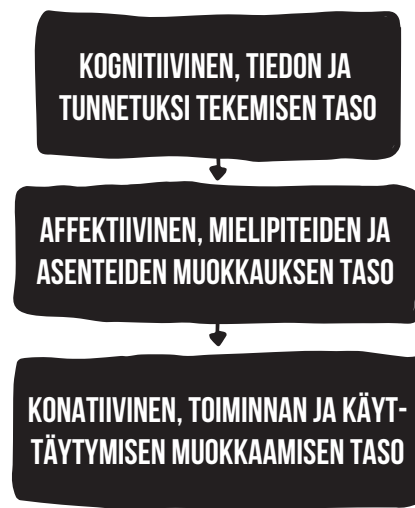 KOGNITIIVINEN, TIEDON JA
TUNNETUKSI TEKEMISEN TASO
AFFEKTIIVINEN, MIELIPITEIDEN JA
ASENTEIDEN MUOKKAUKSEN TASO
KONATIIVINEN, TOIMINNAN JA KÄYT-
TÄYTYMISEN MUOKKAAMISEN TASO